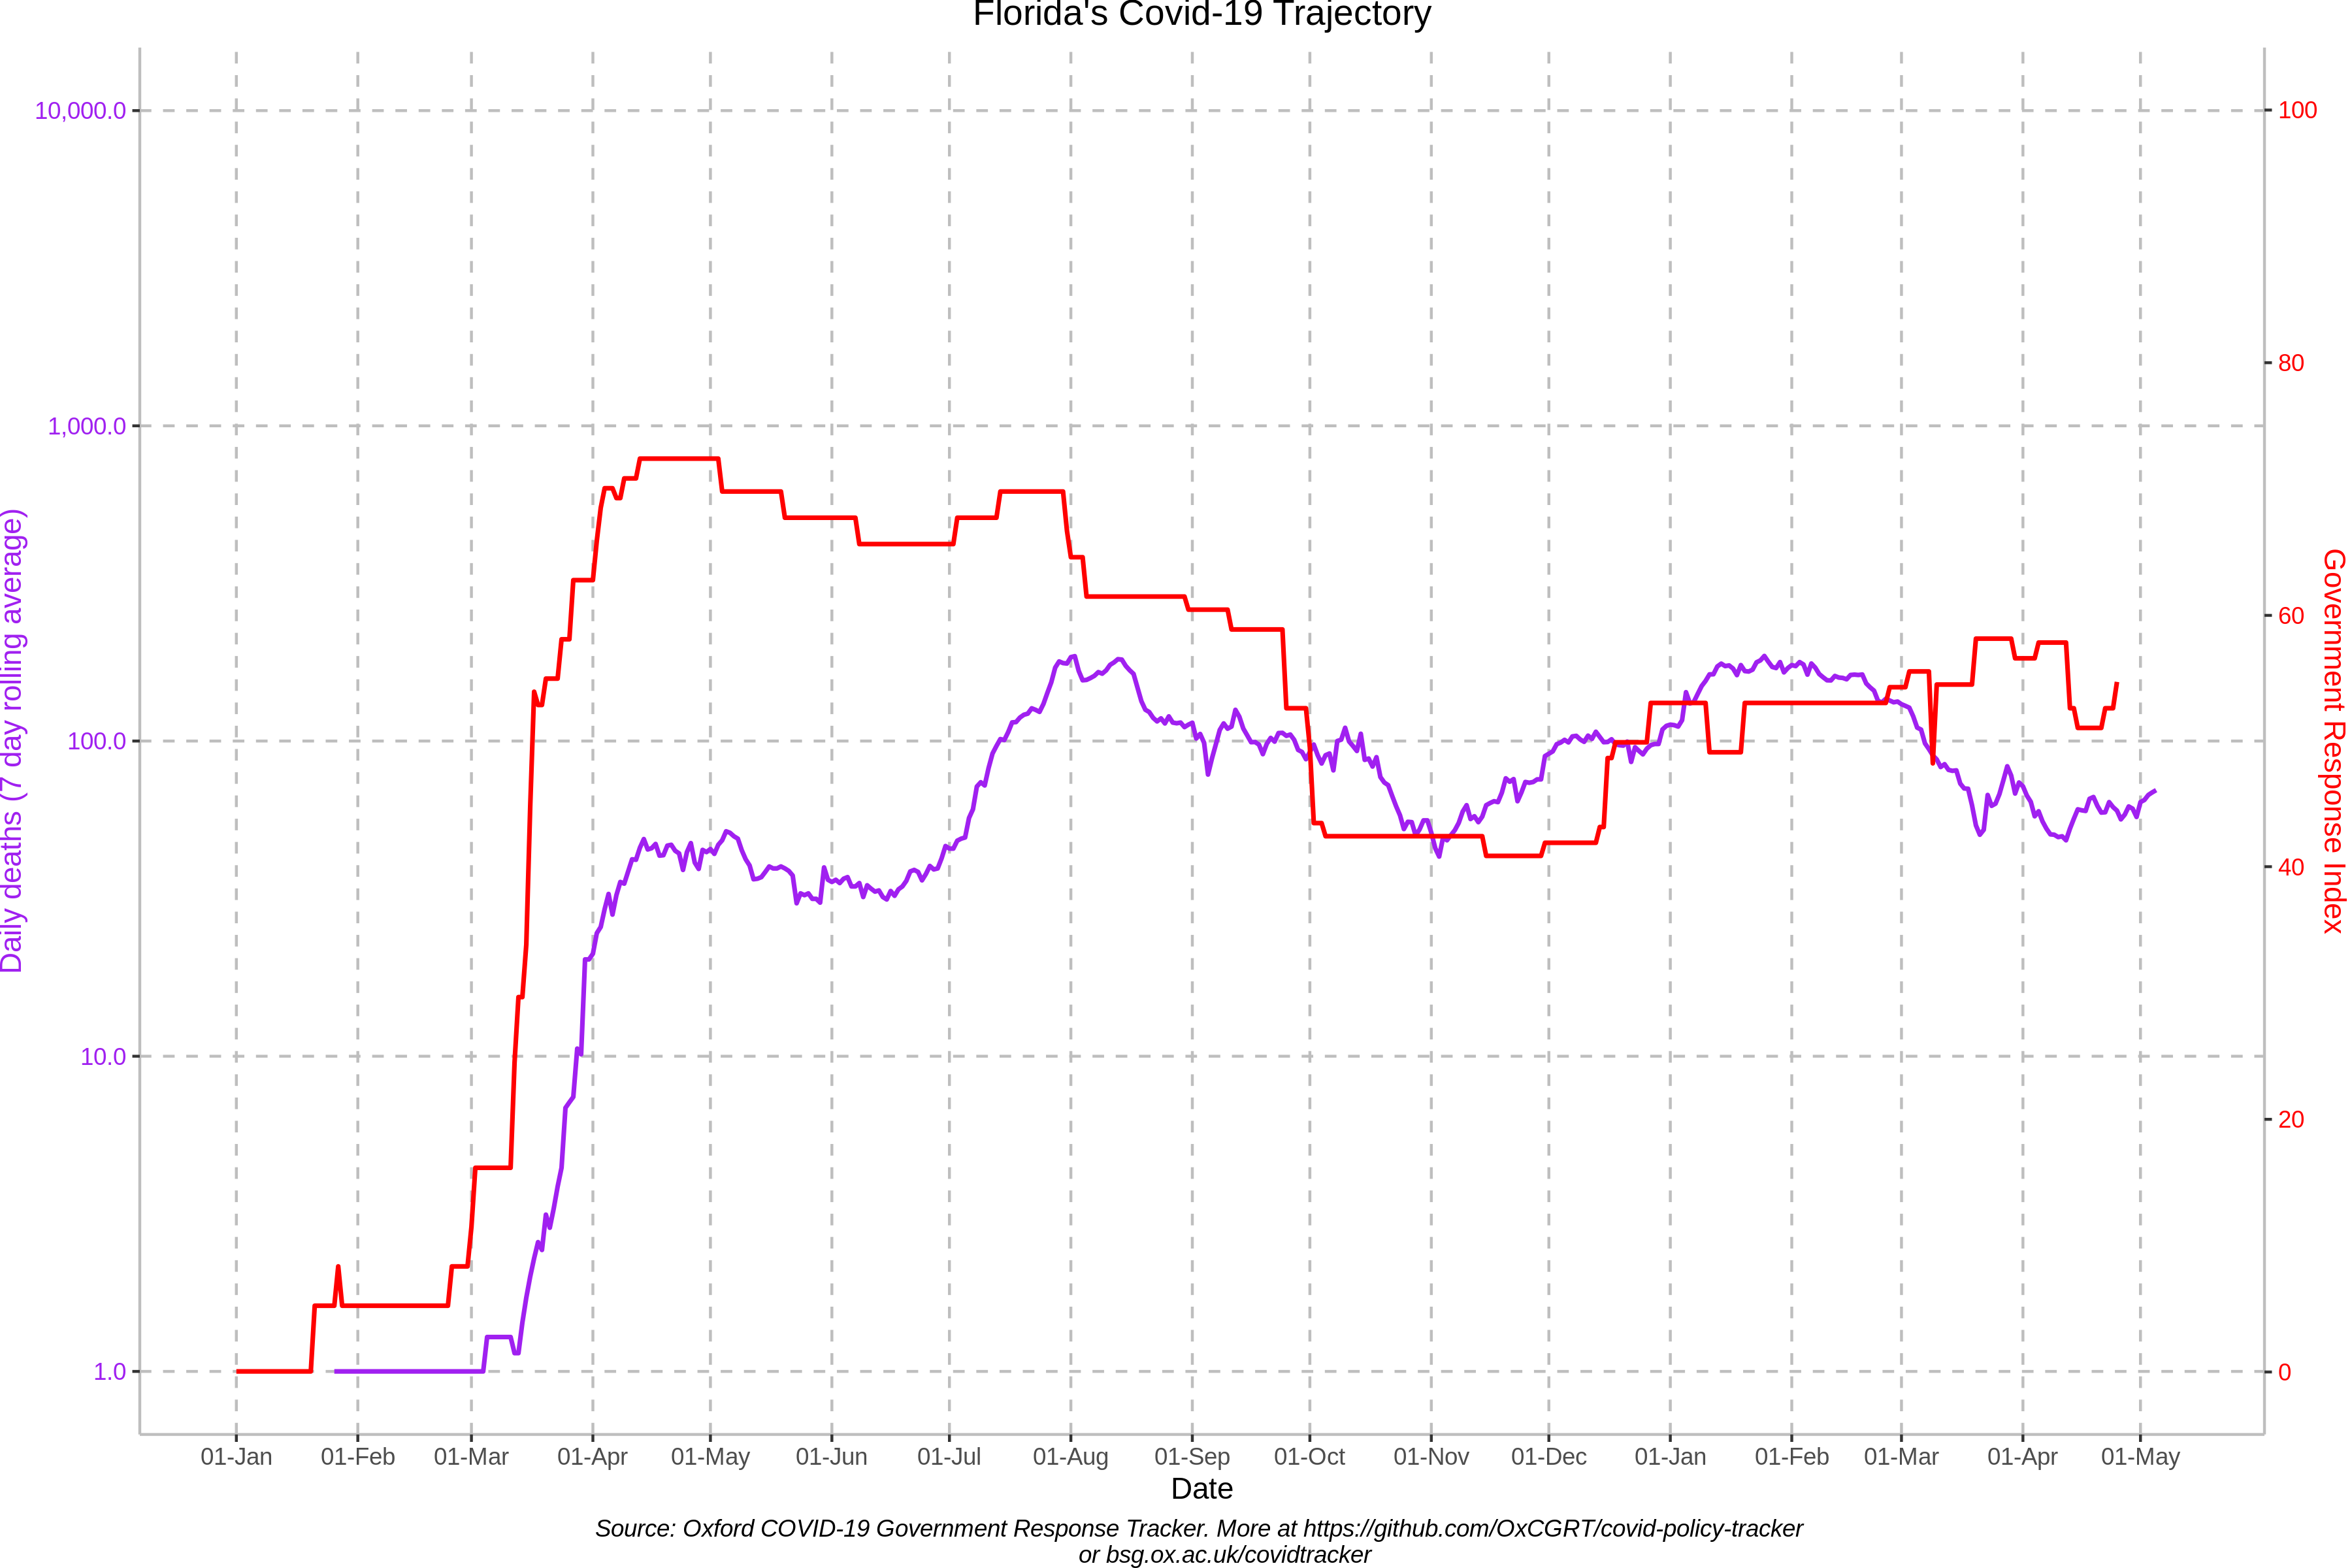 Florida's Covid-19 Trajectory
10,000.0
1,000.0
100.0
10.0
1.0
Daily deaths (7 day rolling average)
100
80
60
40
20
0
Government Response Index
01-Jan 01-Feb 01-Mar 01-Apr 01-May 01-Jun 01-Jul 01-Aug 01-Sep 01-Oct 01-Nov 01-Dec 01-Jan 01-Feb 01-Mar 01-Apr 01-May
Date
Source: Oxford COVID-19 Government Response Tracker. More at https://github.com/OxCGRT/covid-policy-tracker
or bsg.ox.ac.uk/covidtracker